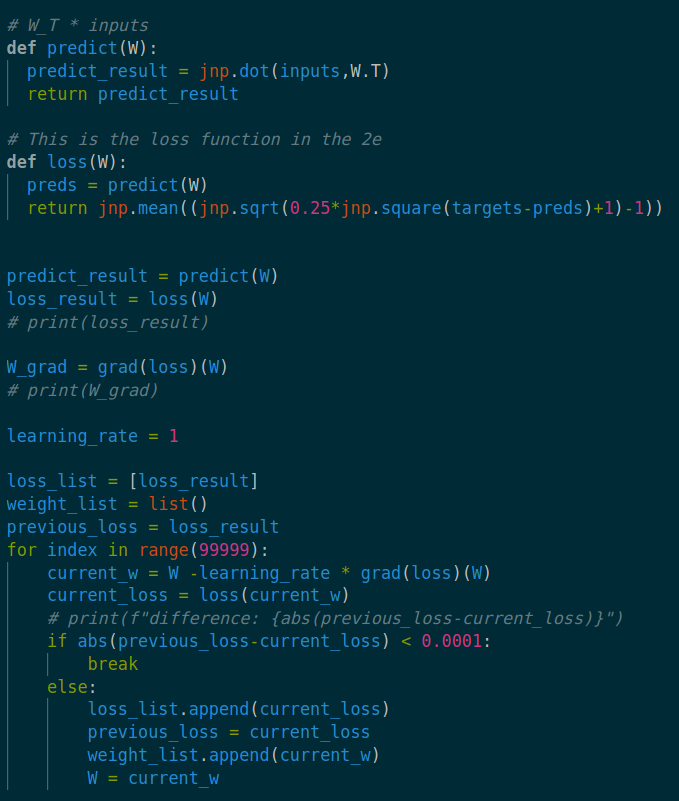 # W_T * inputs
def predict(W):
  predict_result = jnp.dot(inputs,W.T)
  return predict_result

# This is the loss function in the 2e
def loss(W):
  preds = predict(W)
  return jnp.mean((jnp.sqrt(0.25*jnp.square(targets-preds)+1)-1))


predict_result = predict(W)
loss_result = loss(W)
# print(loss_result)

W_grad = grad(loss)(W)
# print(W_grad)

learning_rate = 1

loss_list = [loss_result]
weight_list = list()
previous_loss = loss_result
for index in range(99999):
    current_w = W -learning_rate * grad(loss)(W)
    current_loss = loss(current_w)
    # print(f"difference: {abs(previous_loss-current_loss)}")
    if abs(previous_loss-current_loss) < 0.0001:
        break
    else:
        loss_list.append(current_loss)
        previous_loss = current_loss
        weight_list.append(current_w)
        W = current_w